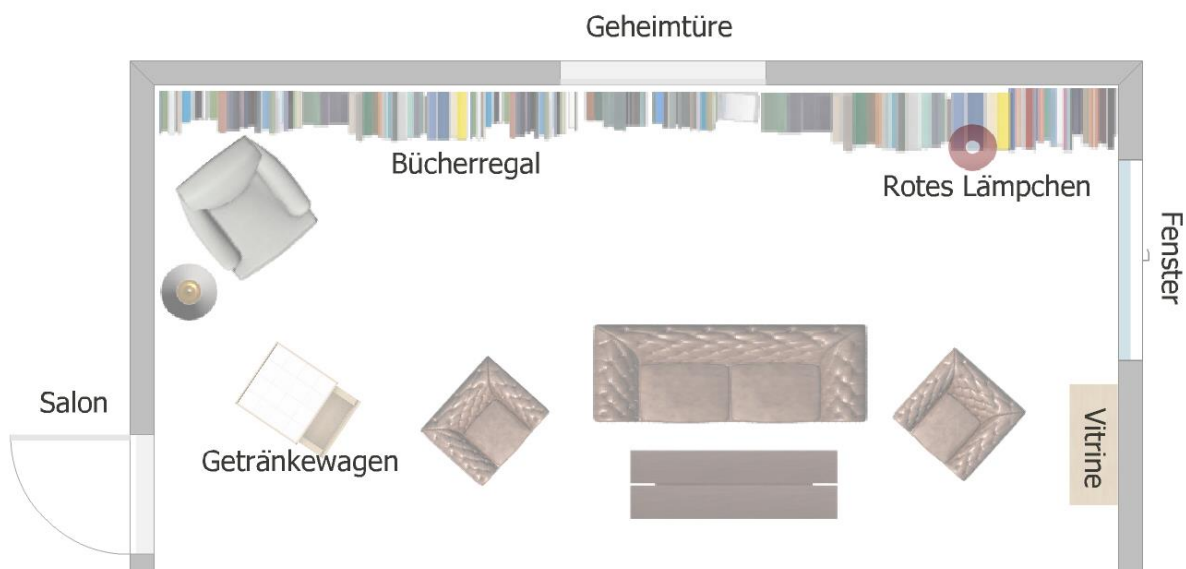 Geheimtüre
Bücherregal
Rotes Lämpchen
Fenster
Salon
Getränkewagen
Vitrine